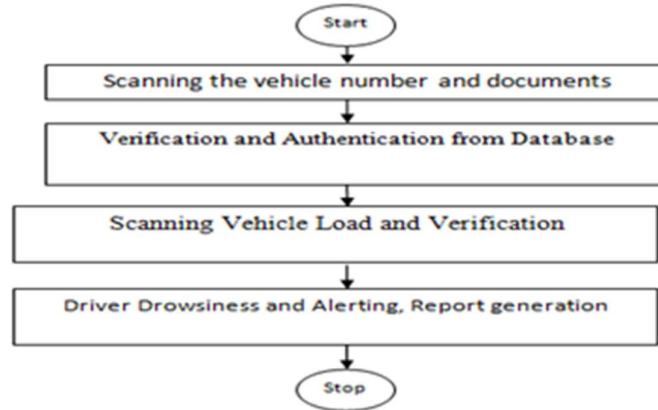 Start
Scanning the vehicle number and documents
Verification and Authentication from Database
Scanning Vehicle Load and Verification
Driver Drowsiness and Alerting, Report generation
Stop